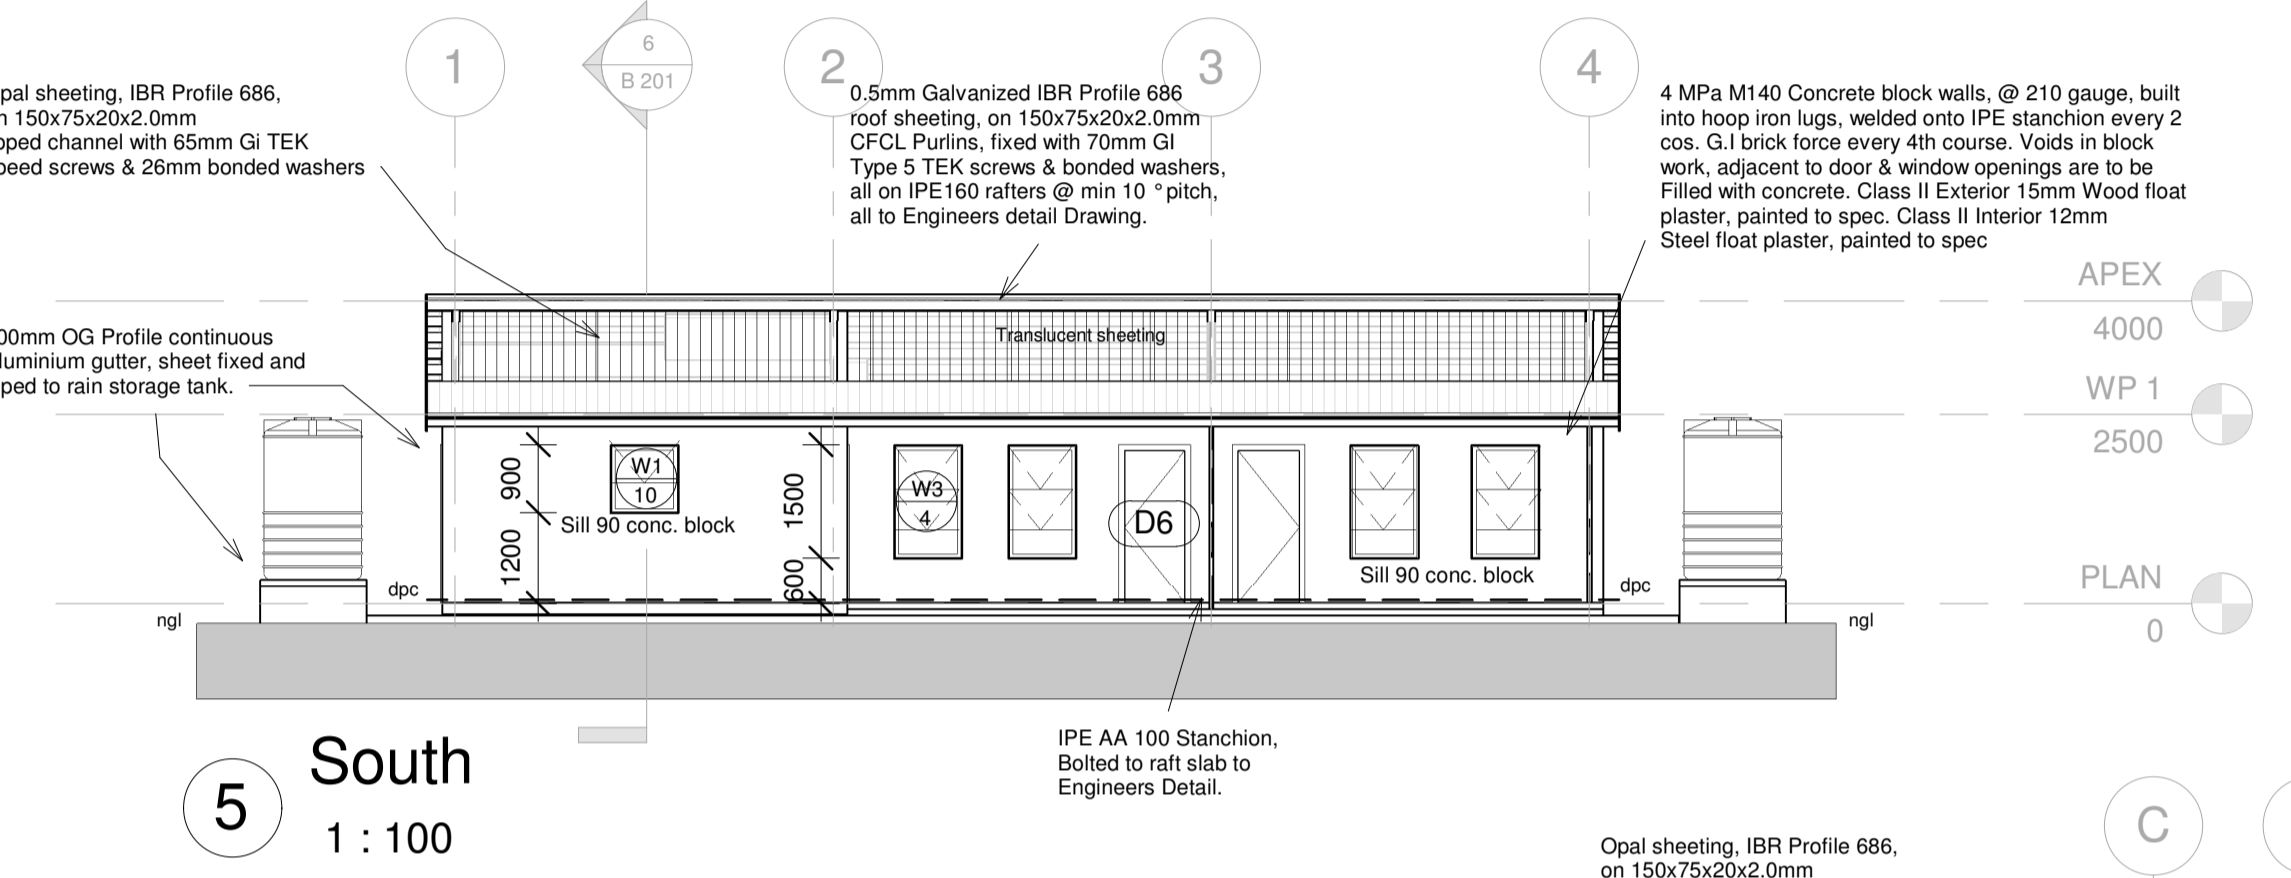 1
6
B 201
2
3
4
pal sheeting, IBR Profile 686,
n 150x75x20x2.0mm
pped channel with 65mm Gi TEK
peed screws & 26mm bonded washers
0.5mm Galvanized IBR Profile 686
roof sheeting, on 150x75x20x2.0mm
CFCL Purlins, fixed with 70mm GI
Type 5 TEK screws & bonded washers,
all on IPE160 rafters @ min 10 °pitch,
all to Engineers detail Drawing.
4 MPa M140 Concrete block walls, @ 210 gauge, built
into hoop iron lugs, welded onto IPE stanchion every 2
cos. G.I brick force every 4th course. Voids in block
work, adjacent to door & window openings are to be
Filled with concrete. Class II Exterior 15mm Wood float
plaster, painted to spec. Class II Interior 12mm
Steel float plaster, painted to spec
APEX
4000
00mm OG Profile continuous
luminium gutter, sheet fixed and
ped to rain storage tank.
Translucent sheeting
WP 1
2500
900
1200
W1
10
Sill 90 conc. block
1500
600
W3
4
D6
Sill 90 conc. block
dpc
dpc
PLAN
0
ngl
ngl
IPE AA 100 Stanchion,
Bolted to raft slab to
Engineers Detail.
5
South
1 : 100
C
Opal sheeting, IBR Profile 686,
on 150x75x20x2.0mm